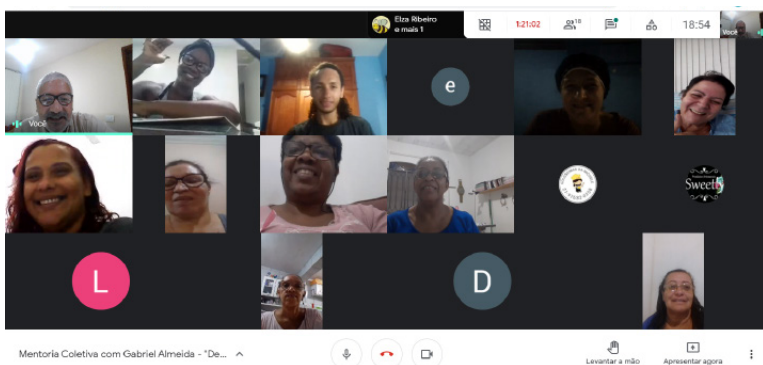 Elza Ribeiro
e mais 1
1:21:02
18
18:54
Você
Você
e
Sweetly
L
D
Mentoria Coletiva com Gabriel Almeida - "De...
Levantar a mão
Apresentar agora